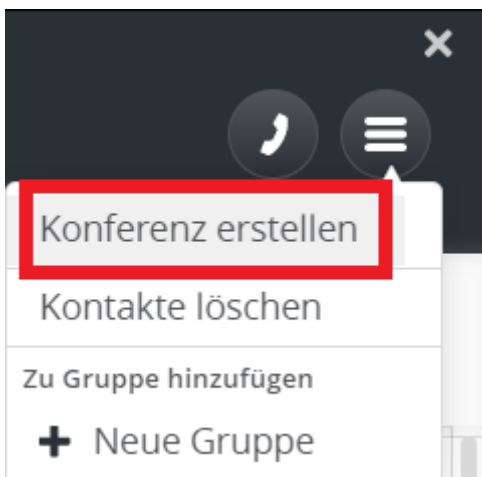 Konferenz erstellen
Kontakte löschen
Zu Gruppe hinzufügen
Neue Gruppe